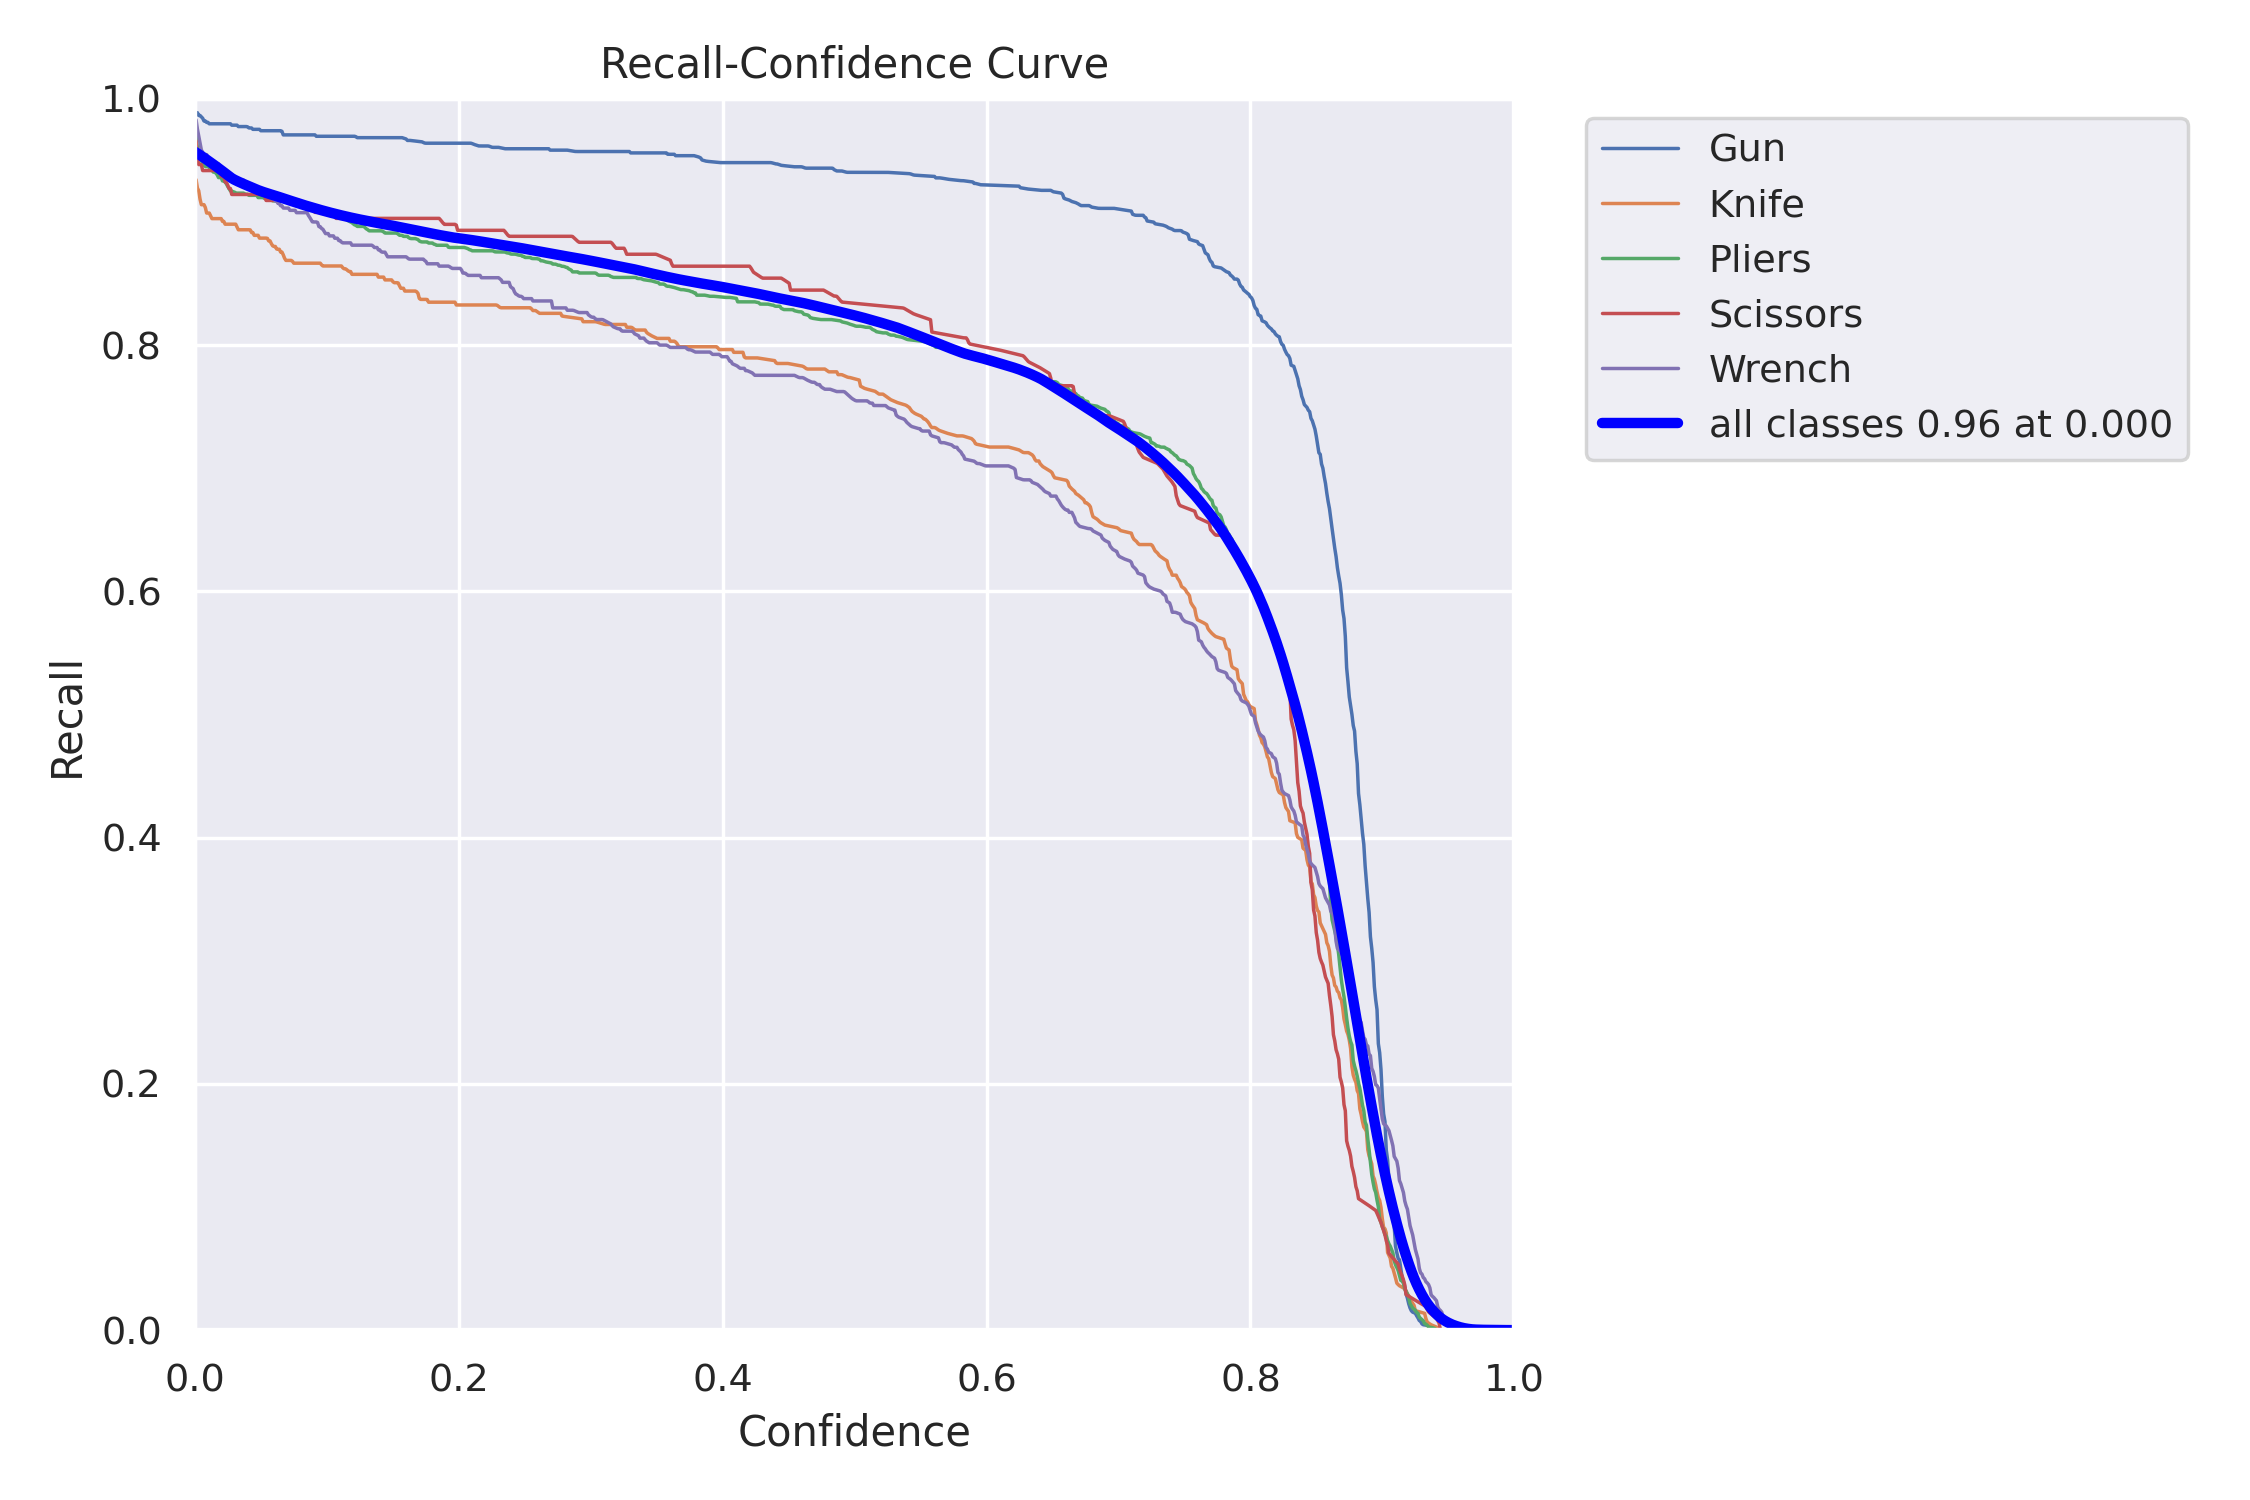 Recall-Confidence Curve
1.0
0.8
0.6
0.4
0.2
0.0
Recall
0.0 0.2 0.4 0.6 0.8 1.0
Confidence
Gun
Knife
Pliers
Scissors
Wrench
all classes 0.96 at 0.000